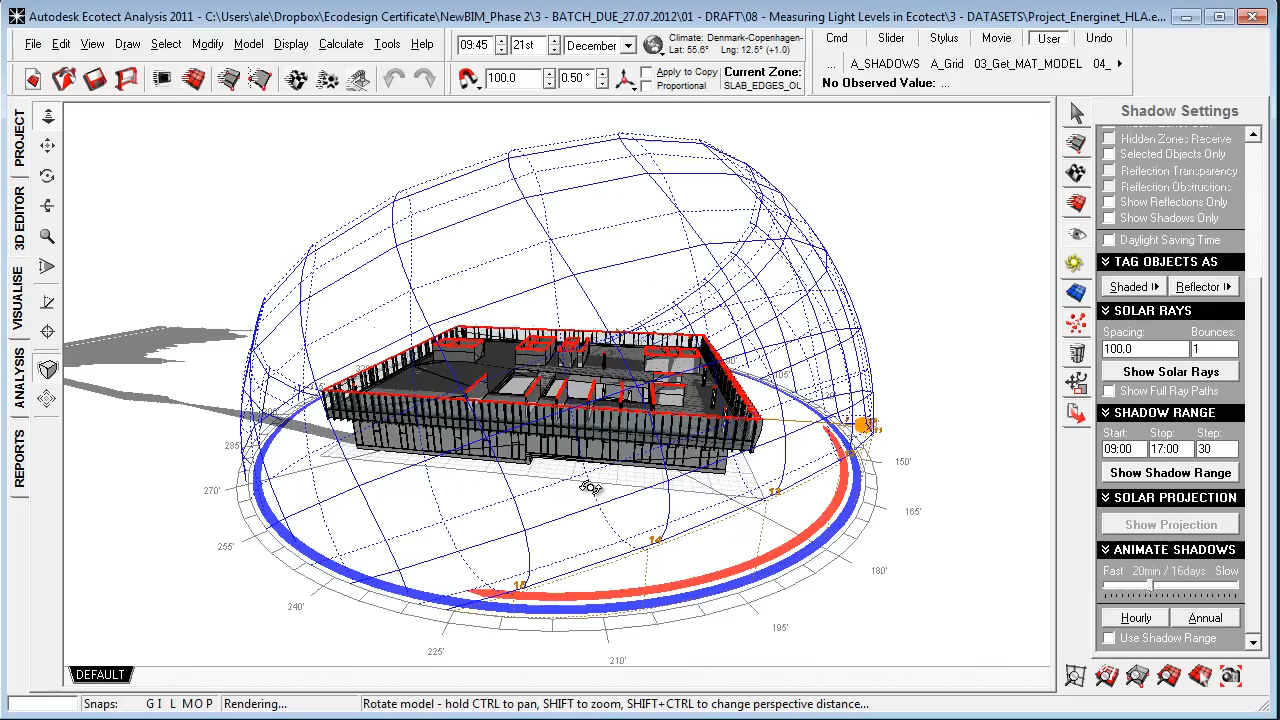 Autodesk Ecotect Analysis 2011 - C:\Users\ale\Dropbox\Ecodesign Certificate\New\BIM_Phase 2\3 - BATCH_DUE_27.07.2012\01 - DRAFT\08 - Measuring Light Levels in Ecotect\3 - DATASETS\Project_Energinet_HLA.e...
File Edit View Draw Select Modify Model Display Calculate Tools Help
09:45 21st December
Climate: Denmark-Copenhagen-
Lat: 55.6 Lng: 12.5° (+1.0)
Cmd Slider Stylus Movie User Undo
... A_SHADOWS A_Grid 03_Get_MAT_MODEL 04_
No Observed Value: ...
100.0 0.50 °
Apply to Copy
Proportional
Current Zone:
SLAB_EDGES_OL
PROJECT
3D EDITOR
VISUALISE
ANALYSIS
REPORTS
285°
270°
255°
240°
225°
210°
195°
180°
165°
150°
14
15
DEFAULT
Shadow Settings
Hidden Zones Receive
Selected Objects Only
Reflection Transparency
Reflection Obstructions
Show Reflections Only
Show Shadows Only
Daylight Saving Time
TAG OBJECTS AS
Shaded Reflector
SOLAR RAYS
Spacing: Bounces:
100.0 1
Show Solar Rays
Show Full Ray Paths
SHADOW RANGE
Start: Stop: Step:
09:00 17:00 30
Show Shadow Range
SOLAR PROJECTION
Show Projection
ANIMATE SHADOWS
Fast 20min / 16days Slow
Hourly Annual
Use Shadow Range
Snaps: G I L M O P Rendering... Rotate model - hold CTRL to pan, SHIFT to zoom, SHIFT+CTRL to change perspective distance...